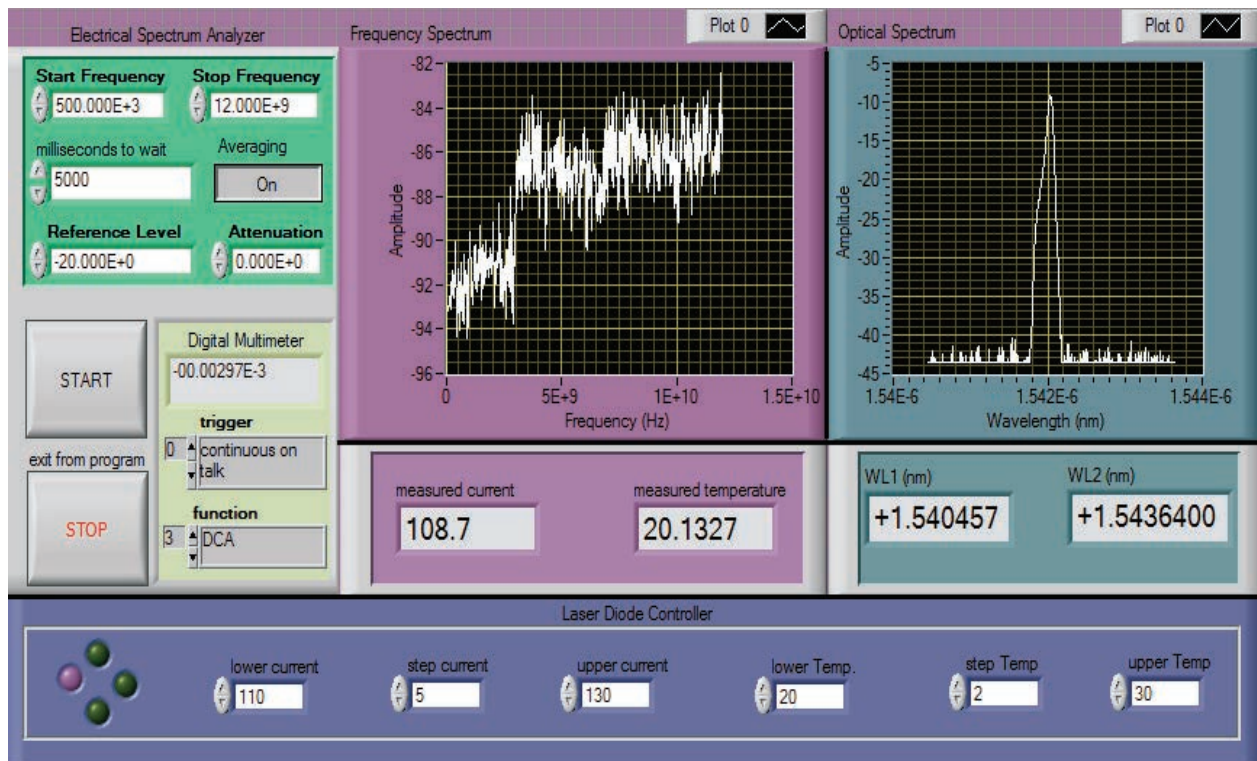 Electrical Spectrum Analyzer
Start Frequency
Stop Frequency
500.000E+3
12.000E+9
milliseconds to wait
Averaging
5000
On
Reference Level
Attenuation
-20.000E+0
0.000E+0
START
exit from program
STOP
Digital Multimeter
-00.00297E-3
trigger
0
continuous on
talk
function
3
DCA
Frequency Spectrum
Plot 0
Amplitude
-82
-84
-86
-88
-90
-92
-94
-96
0
5E+9
1E+10
1.5E+10
Frequency (Hz)
Optical Spectrum
Plot 0
Amplitude
-5
-10
-15
-20
-25
-30
-35
-40
-45
1.54E-6
1.542E-6
1.544E-6
Wavelength (nm)
measured current
measured temperature
108.7
20.1327
WL1 (nm)
WL2 (nm)
+1.540457
+1.5436400
Laser Diode Controller
lower current
step current
upper current
lower Temp.
step Temp
upper Temp
110
5
130
20
2
30